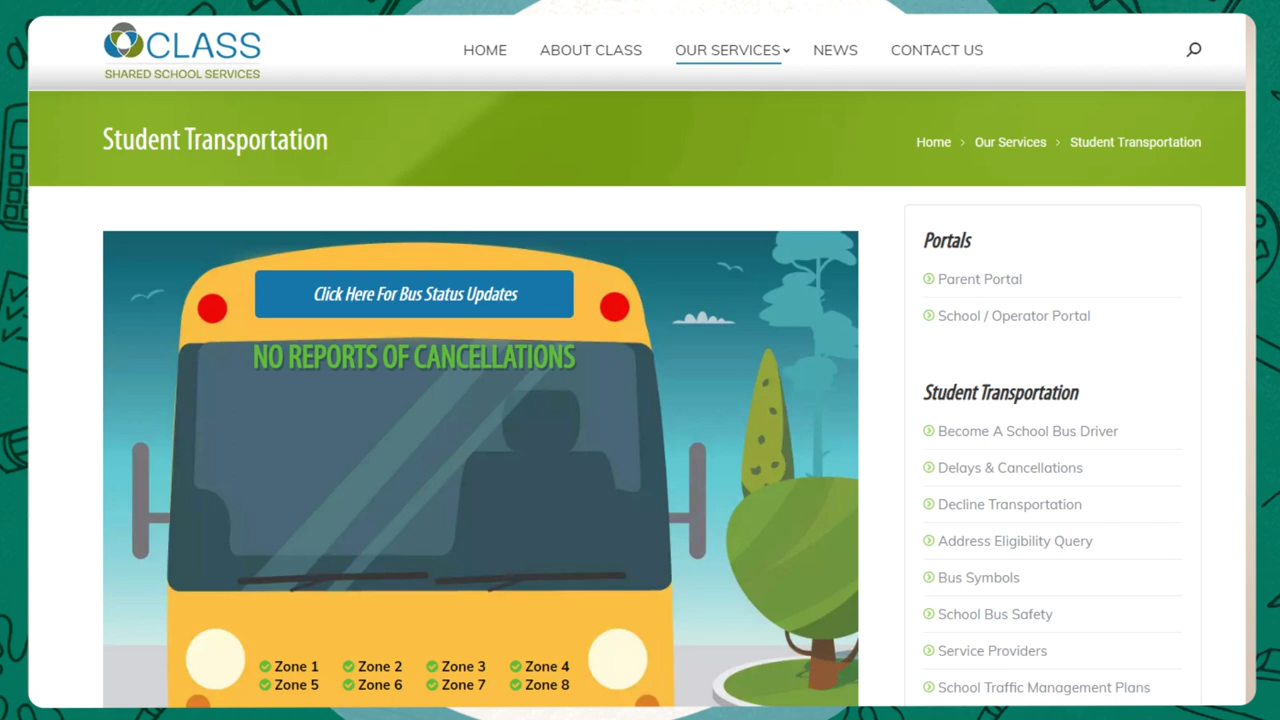 CLASS
SHARED SCHOOL SERVICES
HOME ABOUT CLASS OUR SERVICES NEWS CONTACT US
Student Transportation
Home > Our Services > Student Transportation
Click Here For Bus Status Updates
NO REPORTS OF CANCELLATIONS
Zone 1 Zone 2 Zone 3 Zone 4
Zone 5 Zone 6 Zone 7 Zone 8
Portals
Parent Portal
School / Operator Portal
Student Transportation
Become A School Bus Driver
Delays & Cancellations
Decline Transportation
Address Eligibility Query
Bus Symbols
School Bus Safety
Service Providers
School Traffic Management Plans